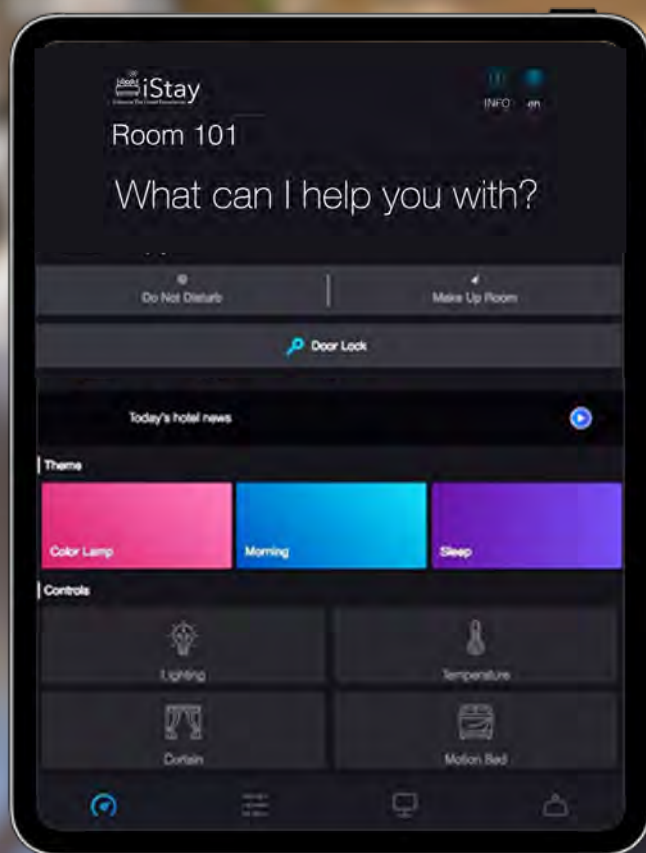 iStay
INFO en
Room 101
What can I help you with?
Do Not Disturb
Make Up Room
Door Lock
Today's hotel news
Theme
Color Lamp
Morning
Sleep
Controls
Lighting
Temperature
Curtain
Motion Bed